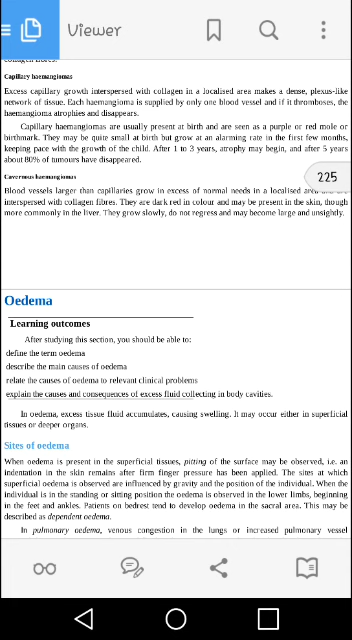 Viewer
collagen fibres.
Capillary haemangiomas
Excess capillary growth interspersed with collagen in a localised area makes a dense, plexus-like
network of tissue. Each haemangioma is supplied by only one blood vessel and if it thromboses, the
haemangioma atrophies and disappears.
Capillary haemangiomas are usually present at birth and are seen as a purple or red mole or
birthmark. They may be quite small at birth but grow at an alarming rate in the first few months,
keeping pace with the growth of the child. After 1 to 3 years, atrophy may begin, and after 5 years
about 80% of tumours have disappeared.
225
Cavernous haemangiomas
Blood vessels larger than capillaries grow in excess of normal needs in a localised area
interspersed with collagen fibres. They are dark red in colour and may be present in the skin, though
more commonly in the liver. They grow slowly, do not regress and may become large and unsightly.
Oedema
Learning outcomes
After studying this section, you should be able to:
define the term oedema
describe the main causes of oedema
relate the causes of oedema to relevant clinical problems
explain the causes and consequences of excess fluid collecting in body cavities.
In oedema, excess tissue fluid accumulates, causing swelling. It may occur either in superficial
tissues or deeper organs.
Sites of oedema
When oedema is present in the superficial tissues, pitting of the surface may be observed, i.e. an
indentation in the skin remains after firm finger pressure has been applied. The sites at which
superficial oedema is observed are influenced by gravity and the position of the individual. When the
individual is in the standing or sitting position the oedema is observed in the lower limbs, beginning
in the feet and ankles. Patients on bedrest tend to develop oedema in the sacral area. This may be
described as dependent oedema.
In pulmonary oedema, venous congestion in the lungs or increased pulmonary vessel